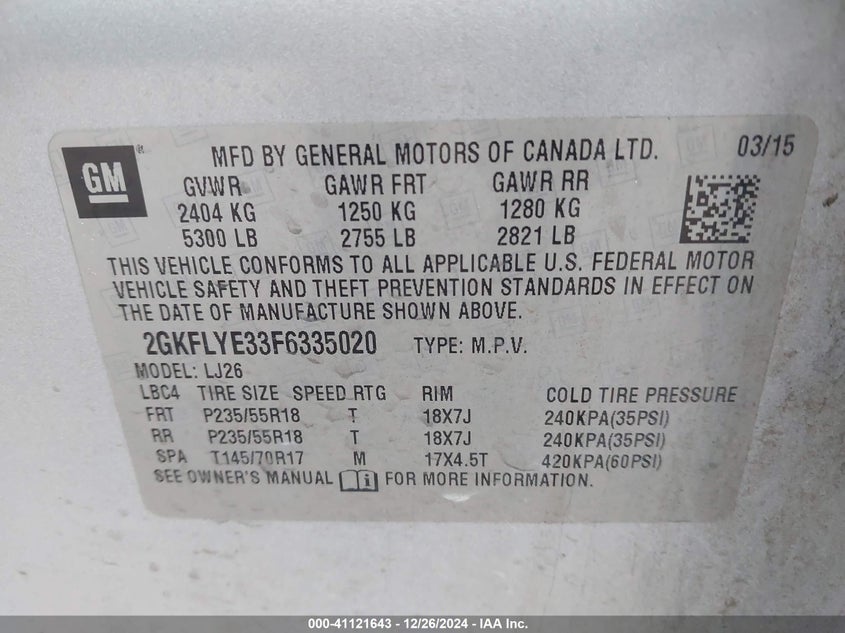 GM ® MFD BY GENERAL MOTORS OF CANADA LTD. 03/15
GVWR GAWR FRT GAWR RR
2404 KG 1250 KG 1280 KG
5300 LB 2755 LB 2821 LB
THIS VEHICLE CONFORMS TO ALL APPLICABLE U.S. FEDERAL MOTOR
VEHICLE SAFETY AND THEFT PREVENTION STANDARDS IN EFFECT ON
THE DATE OF MANUFACTURE SHOWN ABOVE.
2GKFLYE33F6335020 TYPE: M.P.V.
MODEL: LJ26
LBC4 TIRE SIZE SPEED RTG RIM COLD TIRE PRESSURE
FRT P235/55R18 T 18X7J 240KPA(35PSI)
RR P235/55R18 T 18X7J 240KPA(35PSI)
SPA T145/70R17 M 17X4.5T 420KPA(60PSI)
SEE OWNER'S MANUAL FOR MORE INFORMATION.
000-41121643 - 12/26/2024 - IAA Inc.